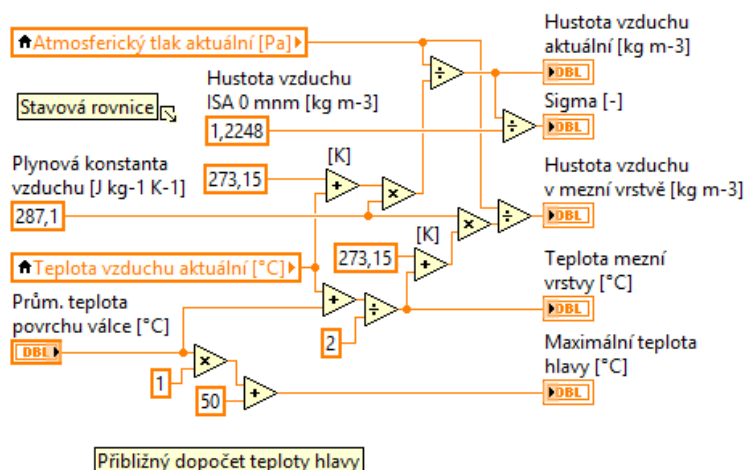 Atmosferický tlak aktuální [Pa]
Hustota vzduchu
aktuální [kg m-3]
DBL
Hustota vzduchu
ISA 0 mnm [kg m-3]
÷
Stavová rovnice
Sigma [-]
1,2248
÷
DBL
Plynová konstanta
vzduchu [J kg-1 K-1]
273,15
[K]
+
×
Hustota vzduchu
v mezní vrstvě [kg m-3]
287,1
×
÷
DBL
[K]
Teplota vzduchu aktuální [°C]
273,15
+
Teplota mezní
vrstvy [°C]
Prům. teplota
povrchu válce [°C]
+
÷
DBL
2
DBL
×
Maximální teplota
hlavy [°C]
1
50
+
DBL
Přibližný dopočet teploty hlavy